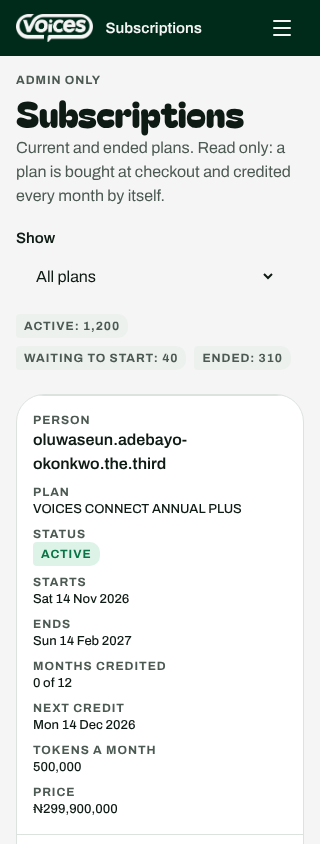 Voices Subscriptions
ADMIN ONLY
Subscriptions
Current and ended plans. Read only: a
plan is bought at checkout and credited
every month by itself.
Show
All plans
ACTIVE: 1,200
WAITING TO START: 40 ENDED: 310
PERSON
oluwaseun.adebayo-
okonkwo.the.third
PLAN
VOICES CONNECT ANNUAL PLUS
STATUS
ACTIVE
STARTS
Sat 14 Nov 2026
ENDS
Sun 14 Feb 2027
MONTHS CREDITED
0 of 12
NEXT CREDIT
Mon 14 Dec 2026
TOKENS A MONTH
500,000
PRICE
₦299,900,000